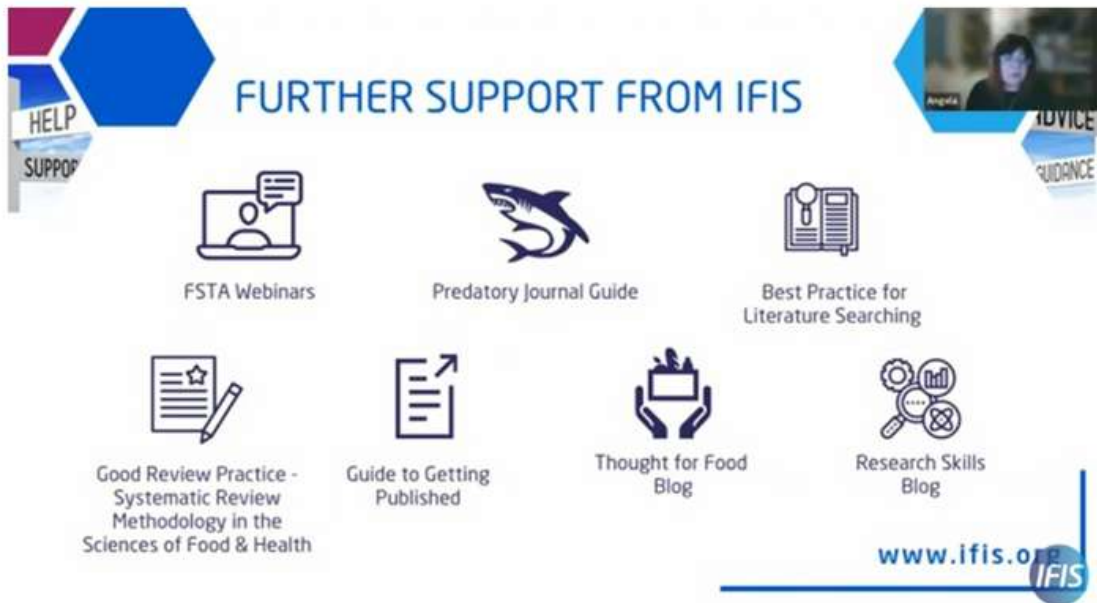 FURTHER SUPPORT FROM IFIS
Angela
HELP
SUPPOR
ADVICE
GUIDANCE
FSTA Webinars
Predatory Journal Guide
Best Practice for
Literature Searching
Good Review Practice -
Systematic Review
Methodology in the
Sciences of Food & Health
Guide to Getting
Published
Thought for Food
Blog
Research Skills
Blog
www.ifis.org
IFIS